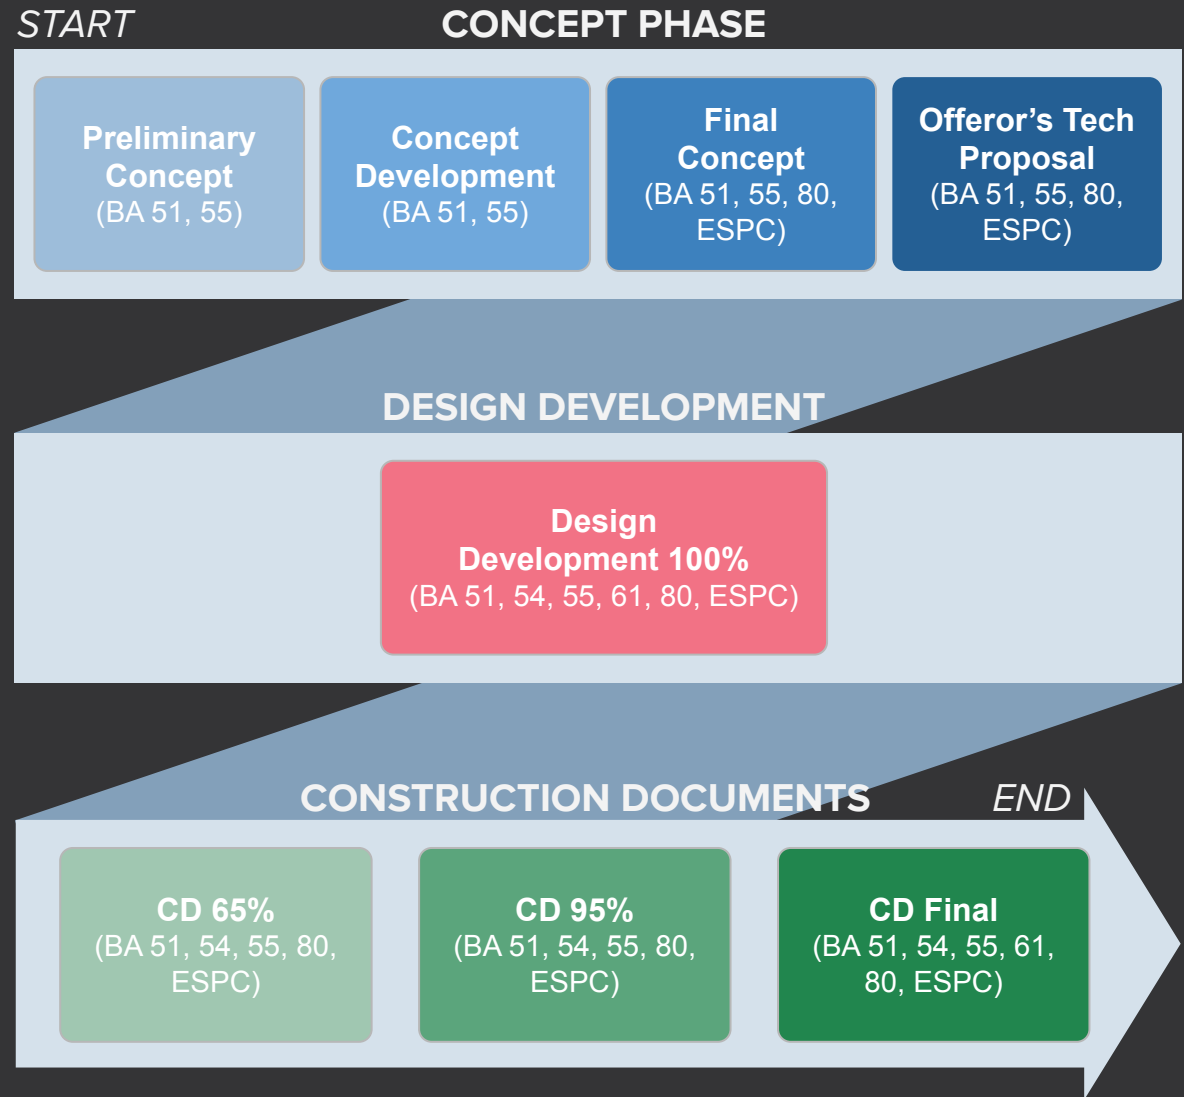 START
CONCEPT PHASE
Preliminary
Concept
(BA 51, 55)
Concept
Development
(BA 51, 55)
Final
Concept
(BA 51, 55, 80,
ESPC)
Offeror’s Tech
Proposal
(BA 51, 55, 80,
ESPC)
DESIGN DEVELOPMENT
Design
Development 100%
(BA 51, 54, 55, 61, 80, ESPC)
CONSTRUCTION DOCUMENTS
END
CD 65%
(BA 51, 54, 55, 80,
ESPC)
CD 95%
(BA 51, 54, 55, 80,
ESPC)
CD Final
(BA 51, 54, 55, 61,
80, ESPC)